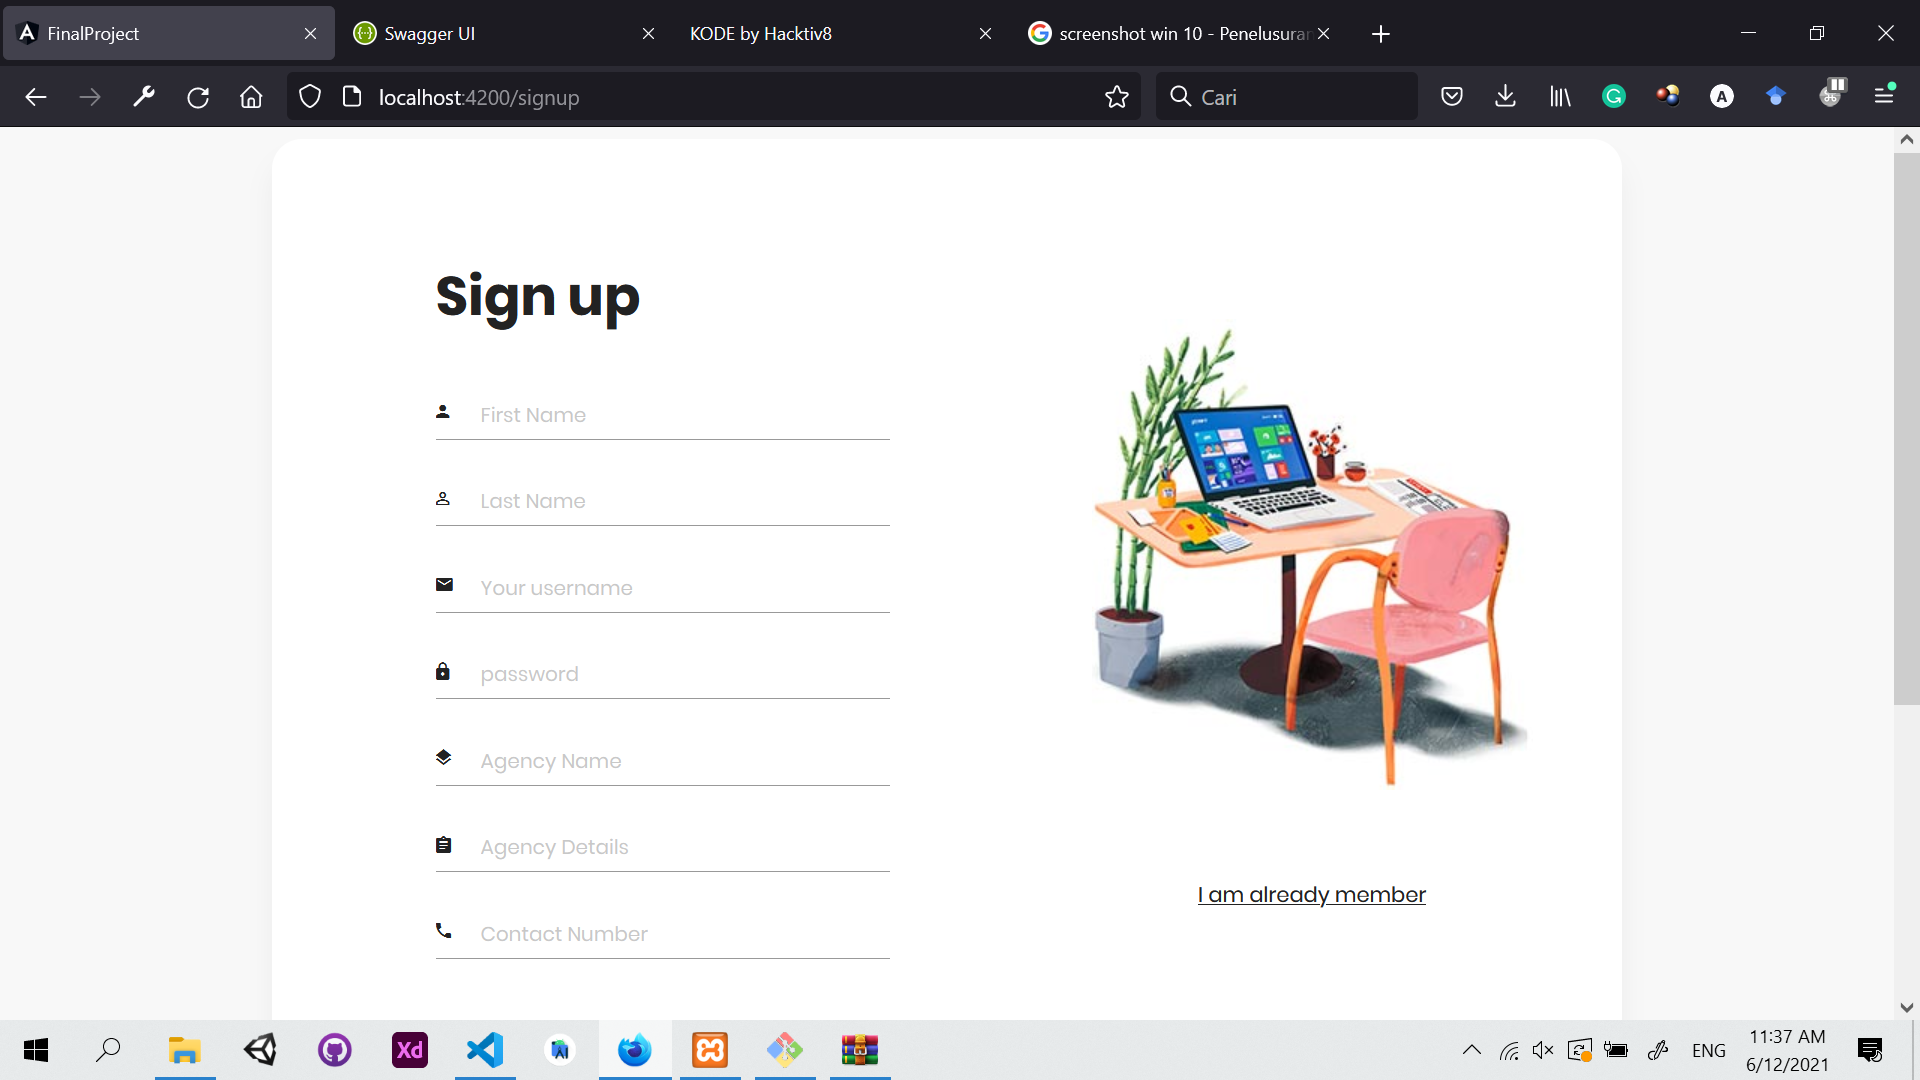 FinalProject
Swagger UI
KODE by Hacktiv8
screenshot win 10 - Penelusuran
localhost:4200/signup
Cari
Sign up
First Name
Last Name
Your username
password
Agency Name
Agency Details
Contact Number
I am already member
Xd
ENG
11:37 AM
6/12/2021